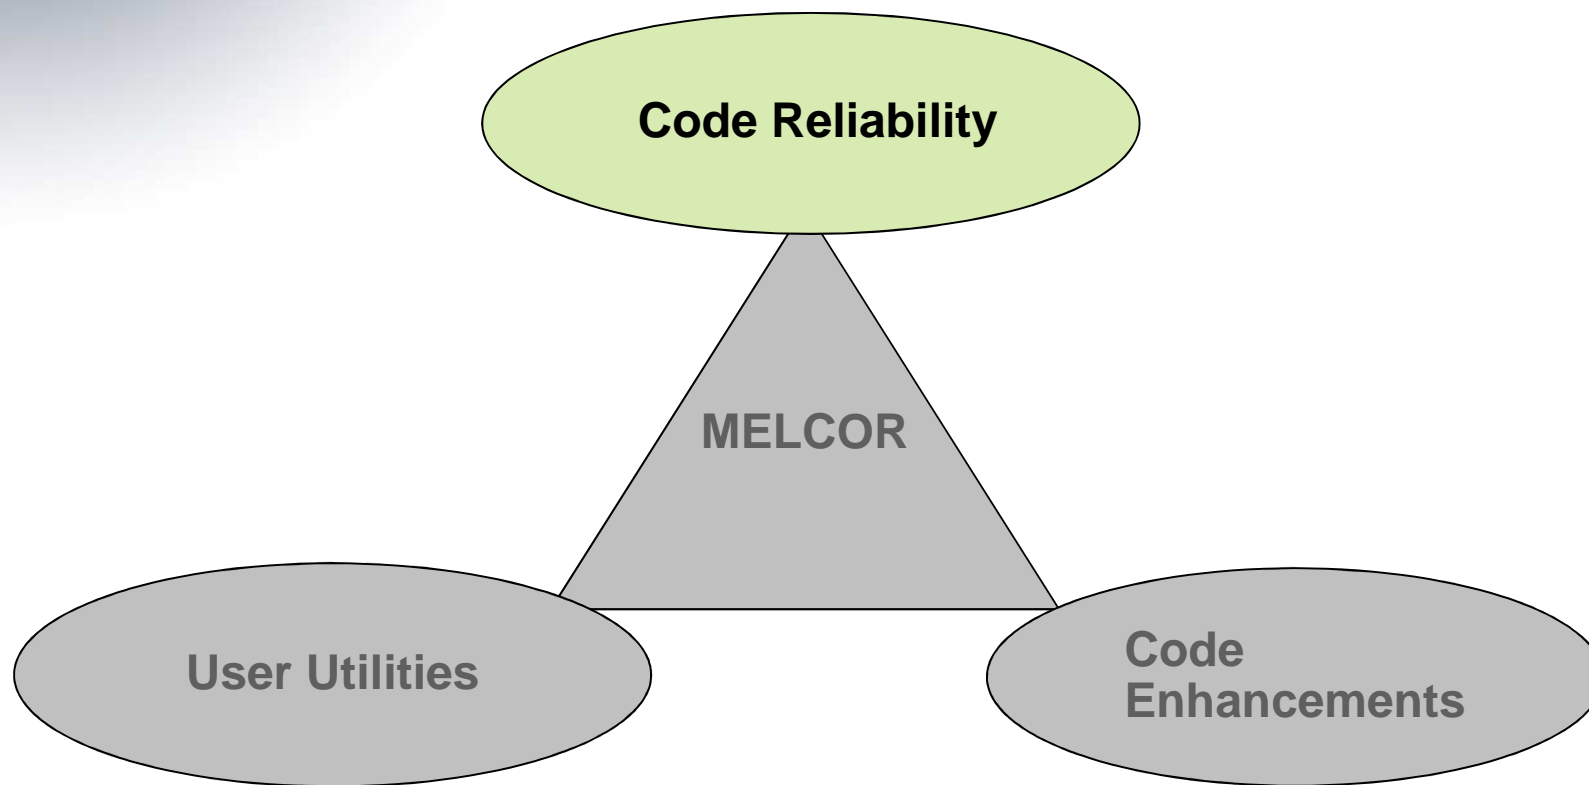 Code Reliability
MELCOR
User Utilities
Code
Enhancements